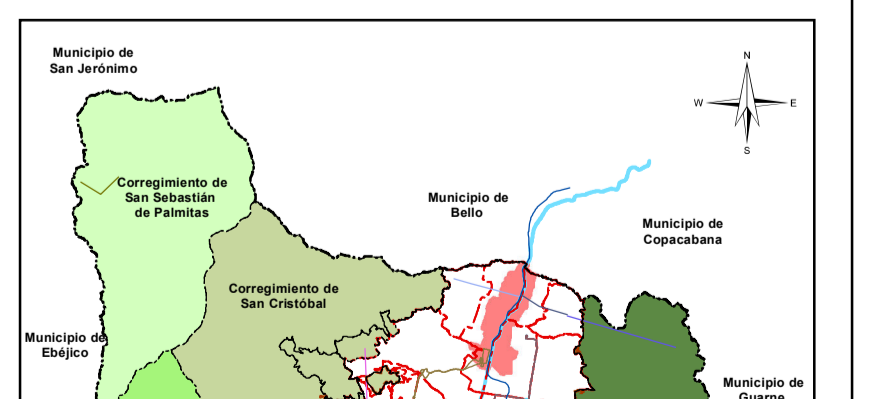 Municipio de
San Jerónimo
N
W
E
S
Corregimiento de
San Sebastián
de Palmitas
Municipio de
Bello
Municipio de
Copacabana
Corregimiento de
San Cristóbal
Municipio de
Ebéjico
Municipio de
Guarne